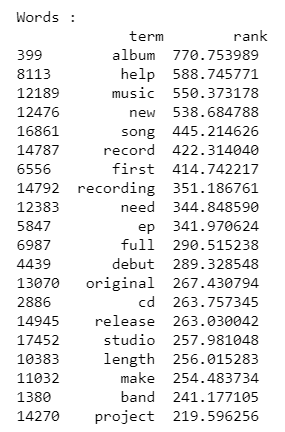 Words :
term rank
399 album 770.753989
8113 help 588.745771
12189 music 550.373178
12476 new 538.684788
16861 song 445.214626
14787 record 422.314040
6556 first 414.742217
14792 recording 351.186761
12383 need 344.848590
5847 ep 341.970624
6987 full 290.515238
4439 debut 289.328548
13070 original 267.430794
2886 cd 263.757345
14945 release 263.030042
17452 studio 257.981048
10383 length 256.015283
11032 make 254.483734
1380 band 241.177105
14270 project 219.596256